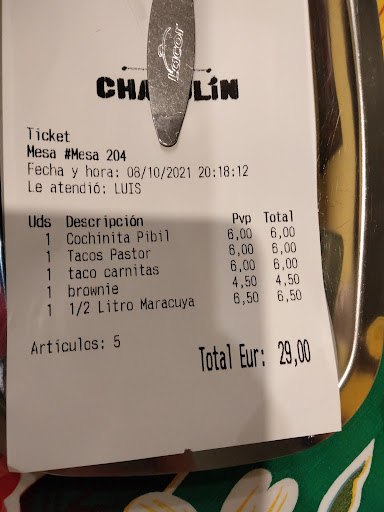 Lacor
CHA LÍN
Ticket
Mesa #Mesa 204
Fecha y hora: 08/10/2021 20:18:12
Le atendió: LUIS
Uds Descripción Pvp Total
1 Cochinita Pibil 6,00 6,00
1 Tacos Pastor 6,00 6,00
1 taco carnitas 6,00 6,00
1 brownie 4,50 4,50
1 1/2 Litro Maracuya 6,50 6,50
Artículos: 5
Total Eur: 29,00